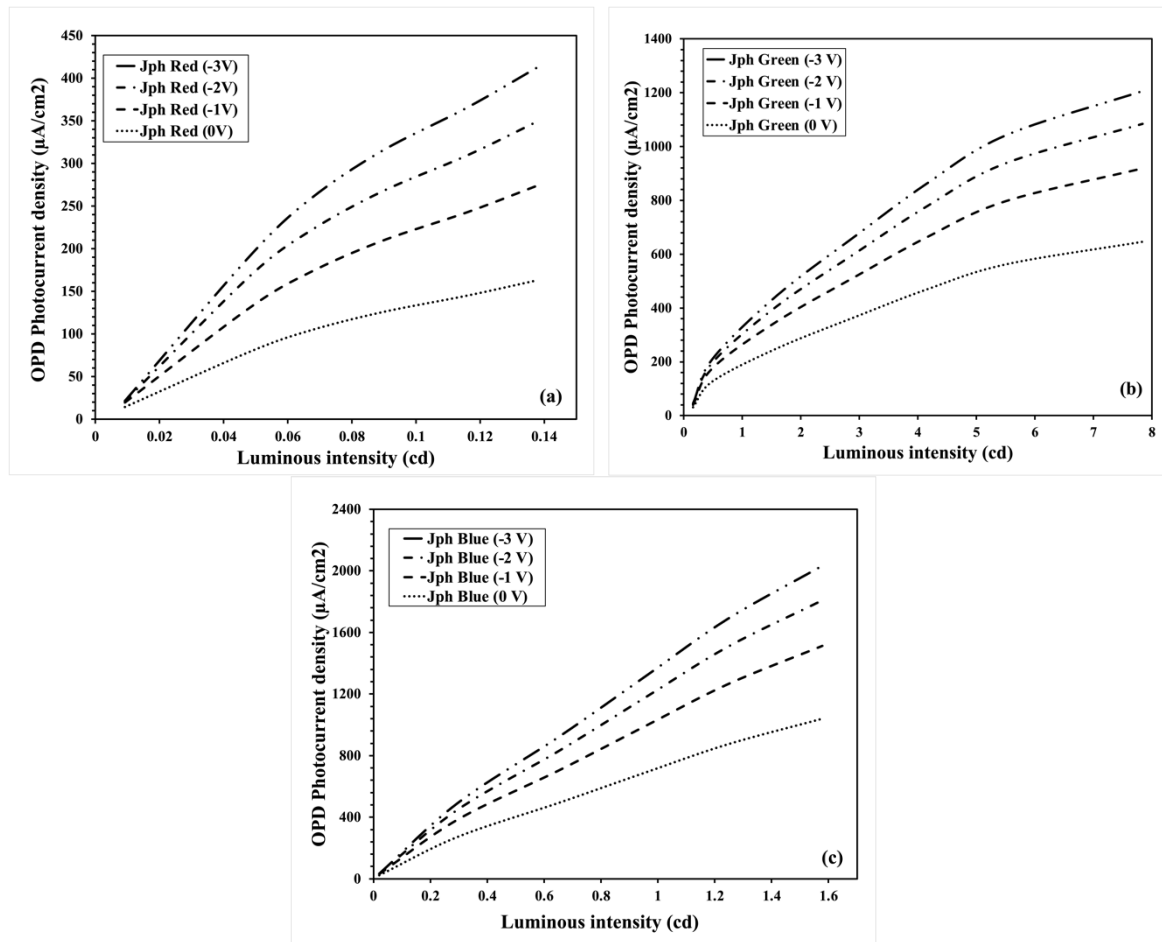 450
400
350
300
250
200
150
100
50
0
OPD Photocurrent density (µA/cm2)
Jph Red (-3V)
Jph Red (-2V)
Jph Red (-1V)
Jph Red (0V)
(a)
0 0.02 0.04 0.06 0.08 0.1 0.12 0.14
Luminous intensity (cd)
1400
1200
1000
800
600
400
200
0
OPD Photocurrent density (µA/cm2)
Jph Green (-3 V)
Jph Green (-2 V)
Jph Green (-1 V)
Jph Green (0 V)
(b)
0 1 2 3 4 5 6 7 8
Luminous intensity (cd)
2400
2000
1600
1200
800
400
0
OPD Photocurrent density (µA/cm2)
Jph Blue (-3 V)
Jph Blue (-2 V)
Jph Blue (-1 V)
Jph Blue (0 V)
(c)
0 0.2 0.4 0.6 0.8 1 1.2 1.4 1.6
Luminous intensity (cd)